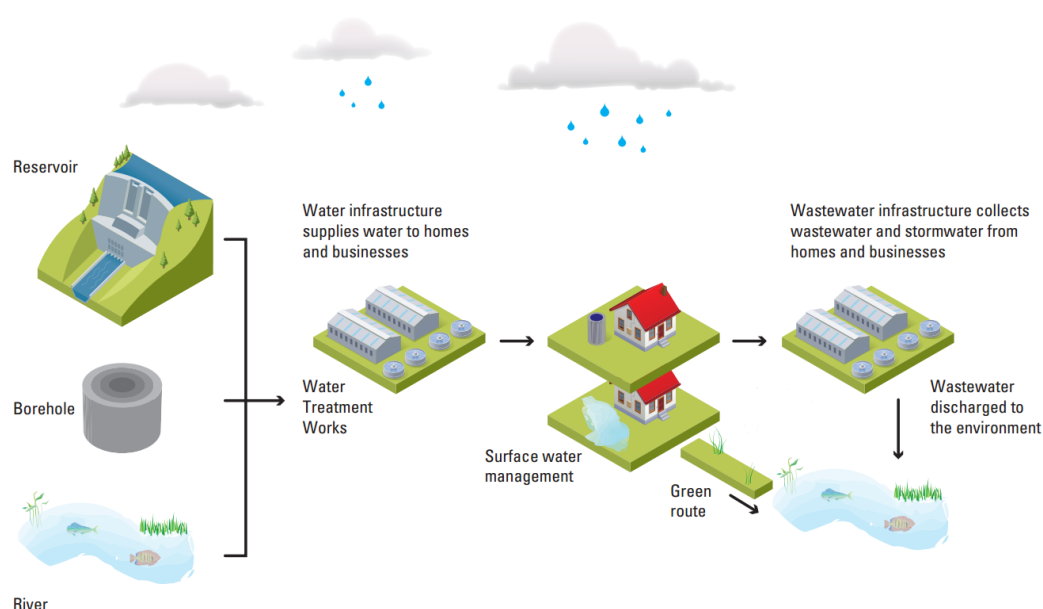 Reservoir
Water infrastructure
supplies water to homes
and businesses
Wastewater infrastructure collects
wastewater and stormwater from
homes and businesses
Borehole
Water
Treatment
Works
Wastewater
discharged to
the environment
Surface water
management
Green
route
River